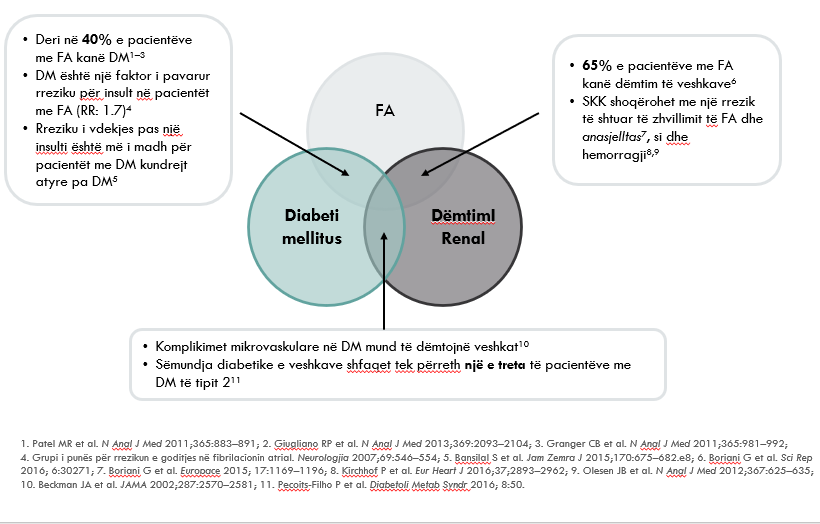 • Deri në 40% e pacientëve
me FA kanë DM¹⁻³
• DM është një faktor i pavarur
rreziku për insult në pacientët
me FA (RR: 1.7)⁴
• Rreziku i vdekjes pas një
insulti është më i madh për
pacientët me DM kundrejt
atyre pa DM⁵
FA
• 65% e pacientëve me FA
kanë dëmtim të veshkave⁶
• SKK shoqërohet me një rrezik
të shtuar të zhvillimit të FA dhe
anasjelltas⁷, si dhe
hemorragji⁸,⁹
Diabeti
mellitus
DëmtimI
Renal
• Komplikimet mikrovaskulare në DM mund të dëmtojnë veshkat¹⁰
• Sëmundja diabetike e veshkave shfaqet tek përreth një e treta të pacientëve me
DM të tipit 2¹¹
1. Patel MR et al. N Angl J Med 2011;365:883–891; 2. Giugliano RP et al. N Angl J Med 2013;369:2093–2104; 3. Granger CB et al. N Angl J Med 2011;365:981–992;
4. Grupi i punës për rrezikun e goditjes në fibrilacionin atrial. Neurologjia 2007;69:546–554; 5. Bansilal S et al. Jam Zemra J 2015;170:675–682.e8; 6. Boriani G et al. Sci Rep
2016; 6:30271; 7. Boriani G et al. Europace 2015; 17:1169–1196; 8. Kirchhof P et al. Eur Heart J 2016;37;2893–2962; 9. Olesen JB et al. N Angl J Med 2012;367:625–635;
10. Beckman JA et al. JAMA 2002;287:2570–2581; 11. Pecoits-Filho P et al. Diabetoli Metab Syndr 2016; 8:50.